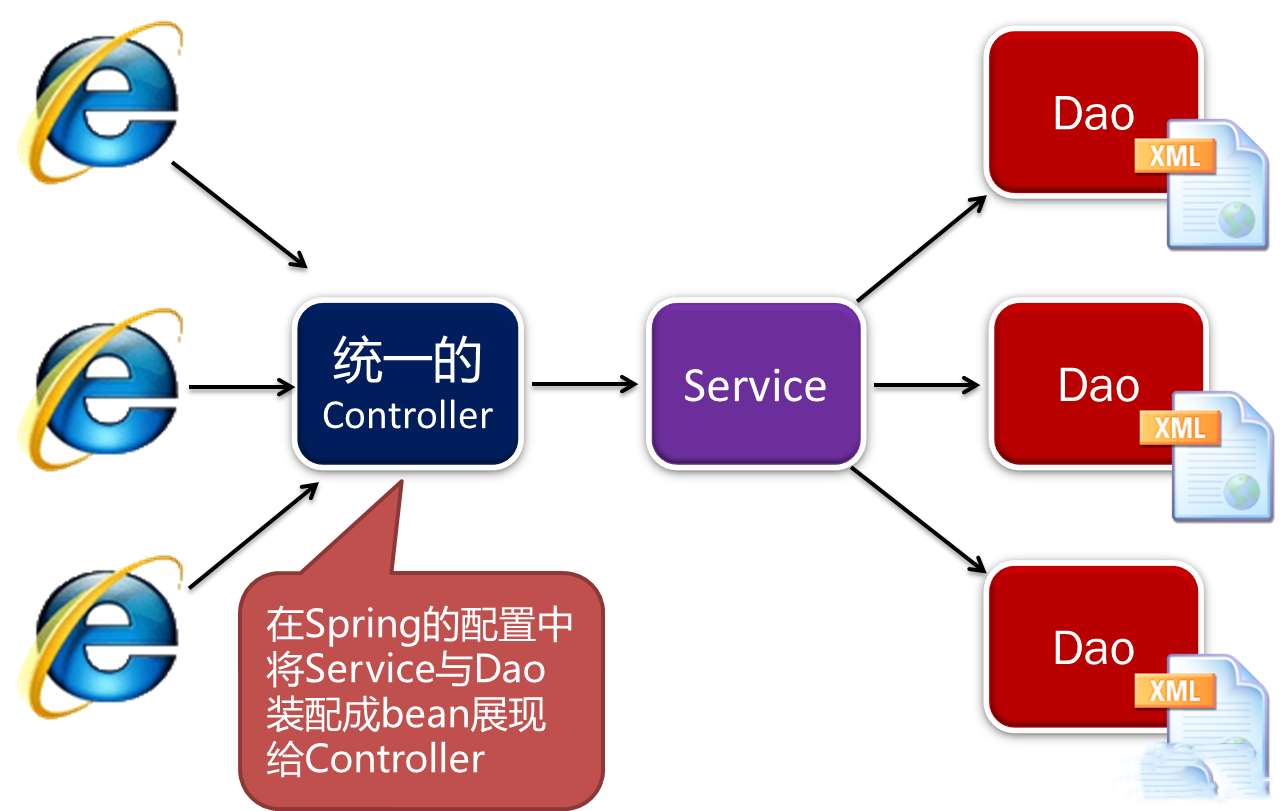 Dao
XML
统一的
Controller
Service
Dao
XML
在Spring的配置中
将Service与Dao
装配成bean展现
给Controller
Dao
XML